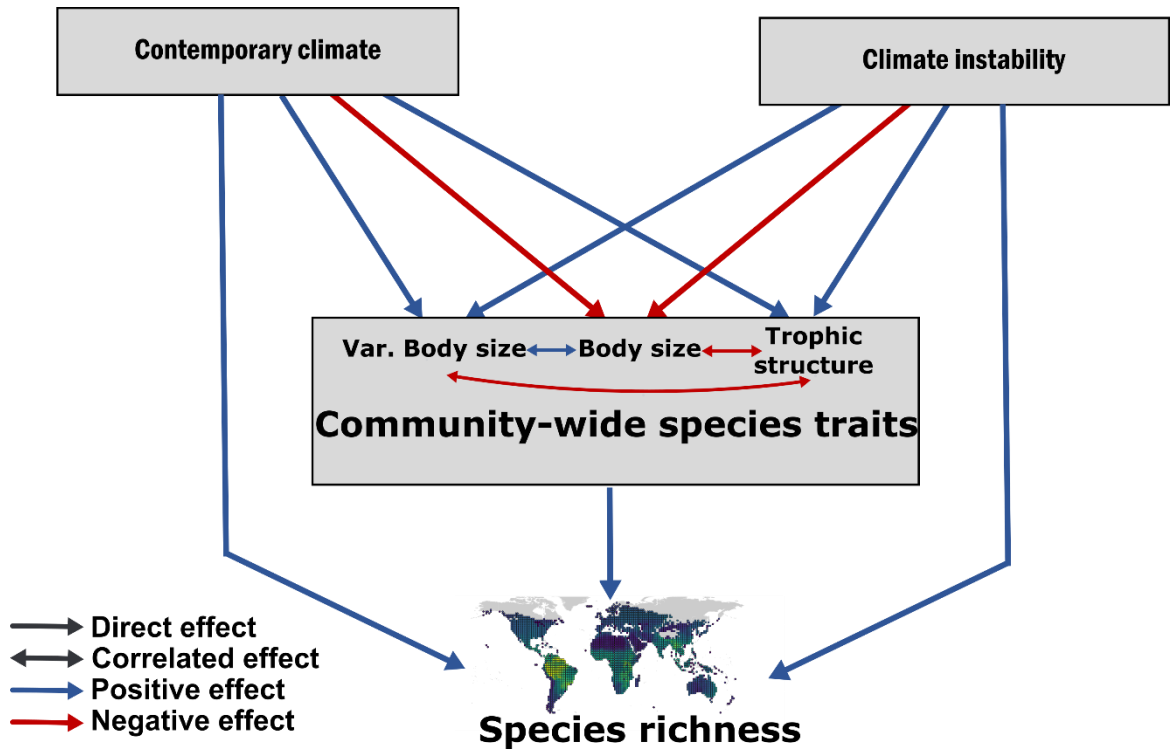 Contemporary climate
Climate instability
Var. Body size
Body size
Trophic
structure
Community-wide species traits
Direct effect
Correlated effect
Positive effect
Negative effect
Species richness